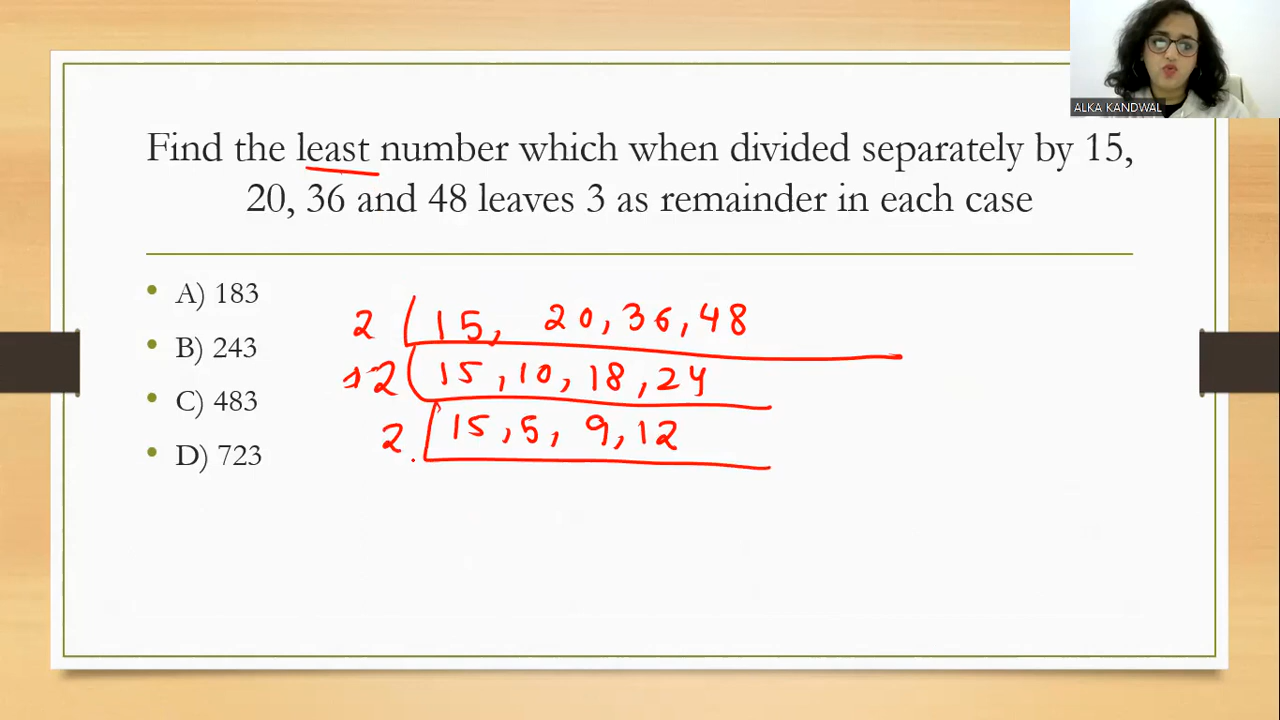 ALKA KANDWAL
Find the least number which when divided separately by 15,
20, 36 and 48 leaves 3 as remainder in each case
• A) 183
• B) 243
• C) 483
• D) 723
2 15, 20, 36, 48
2 15, 10, 18, 24
2 15, 5, 9, 12